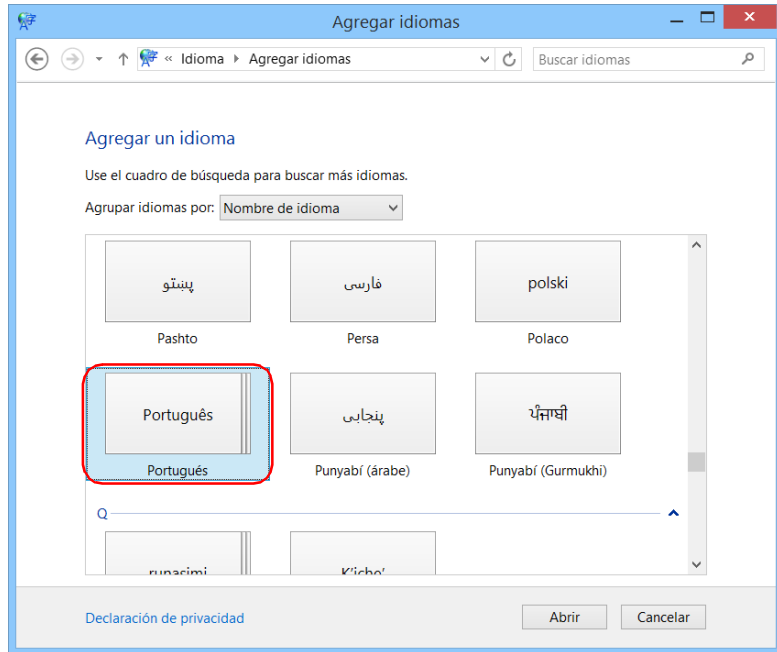 Agregar idiomas
« Idioma Agregar idiomas
Buscar idiomas
Agregar un idioma
Use el cuadro de búsqueda para buscar más idiomas.
Agrupar idiomas por: Nombre de idioma
پښتو
فارسی
polski
Pashto
Persa
Polaco
Português
پنجابی
ਪੰਜਾਬੀ
Portugués
Punyabí (árabe)
Punyabí (Gurmukhi)
Q
runasimi
K'iche'
Declaración de privacidad
Abrir
Cancelar